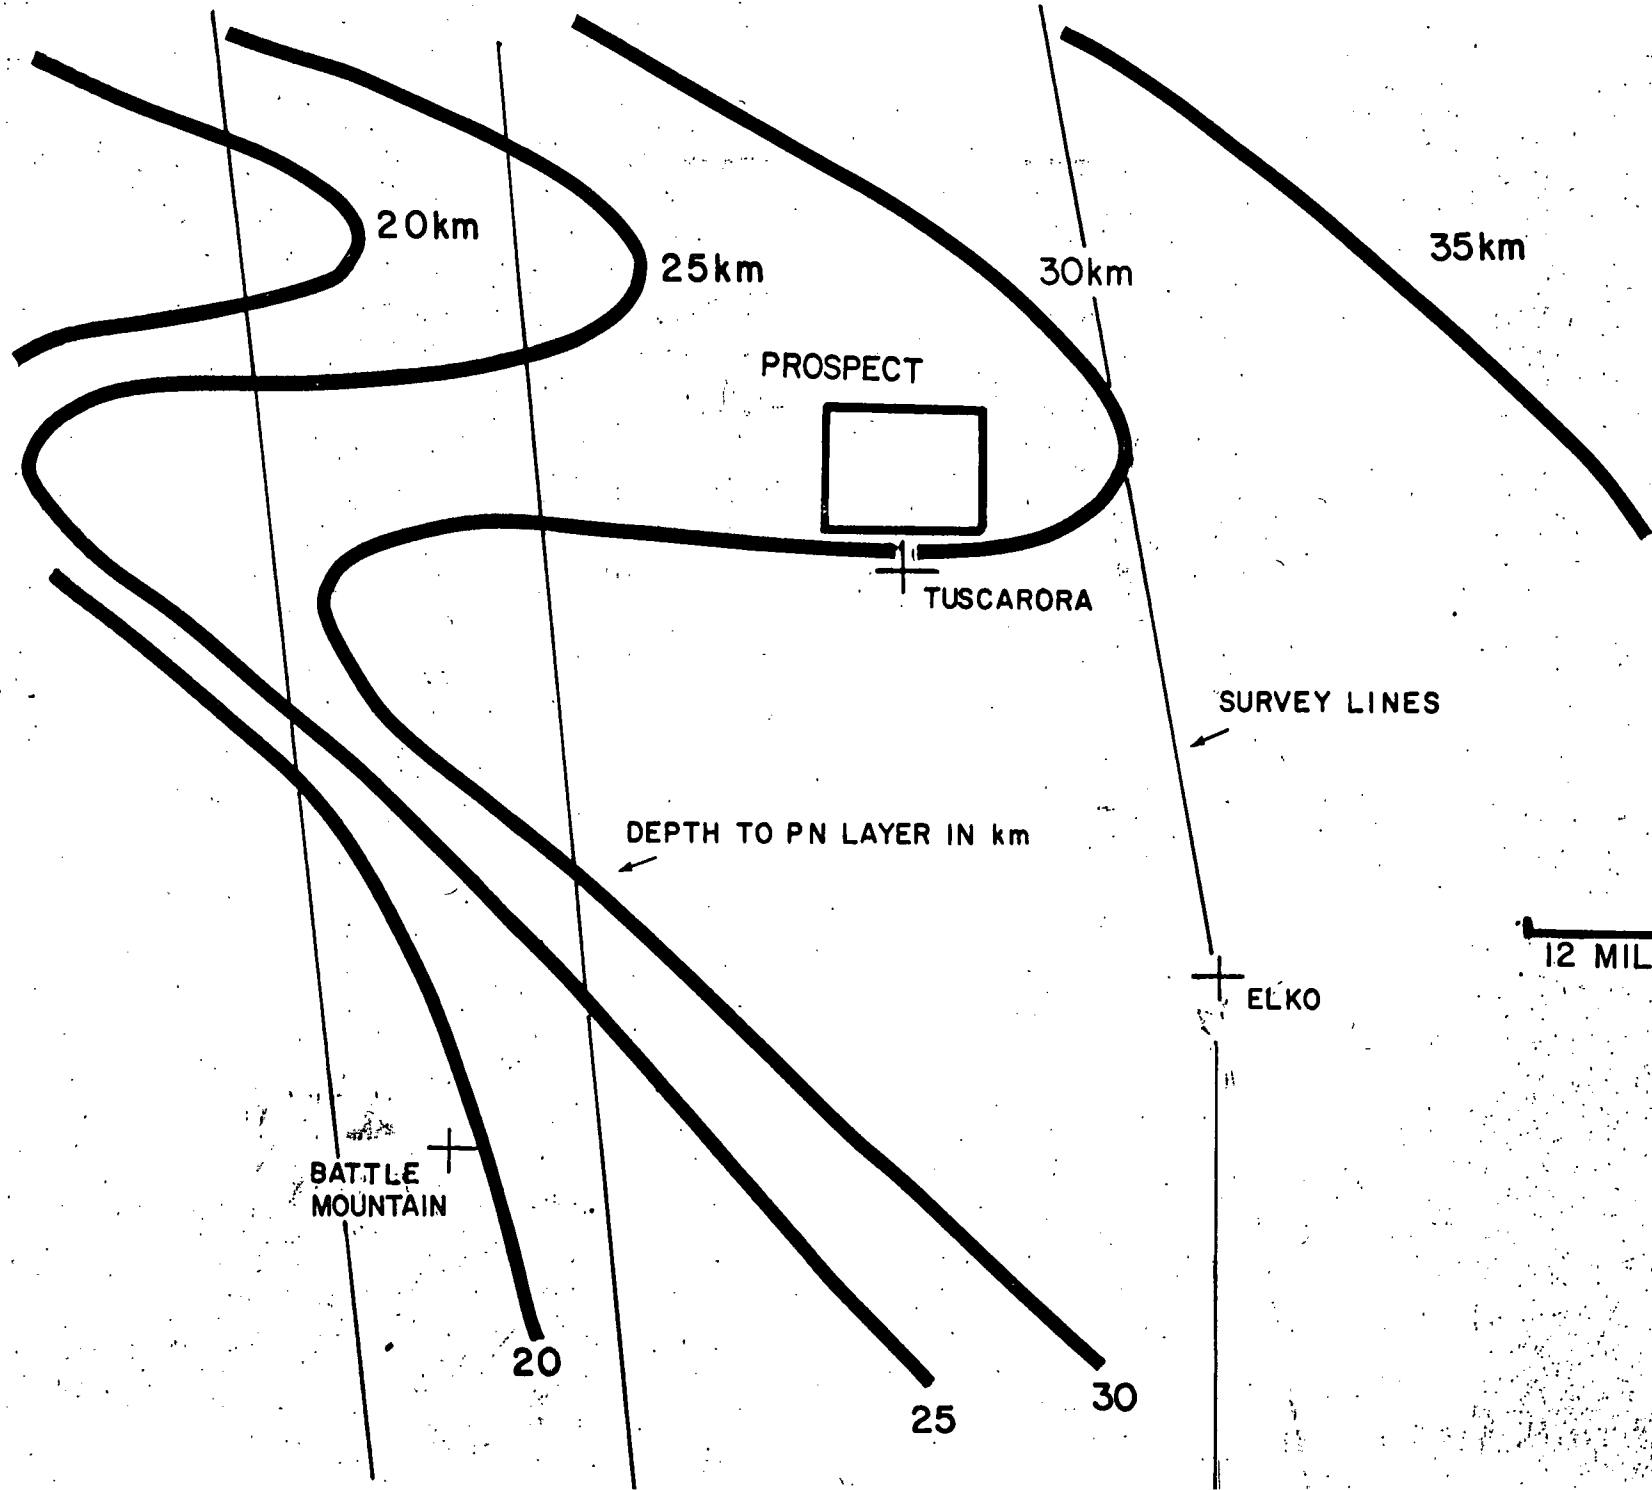 20km
25km
30km
35km
PROSPECT
TUSCARORA
SURVEY LINES
DEPTH TO PN LAYER IN km
12 MIL
ELKO
BATTLE
MOUNTAIN
20
25
30